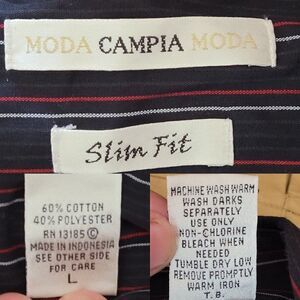 MODA CAMPIA MODA
Slim Fit
60% COTTON
40% POLYESTER
RN 13185 ©
MADE IN INDONESIA
SEE OTHER SIDE
FOR CARE
L
MACHINE WASH WARM
WASH DARKS
SEPARATELY
USE ONLY
NON-CHLORINE
BLEACH WHEN
NEEDED
TUMBLE DRY LOW
REMOVE PROMPTLY
WARM IRON
T.B.